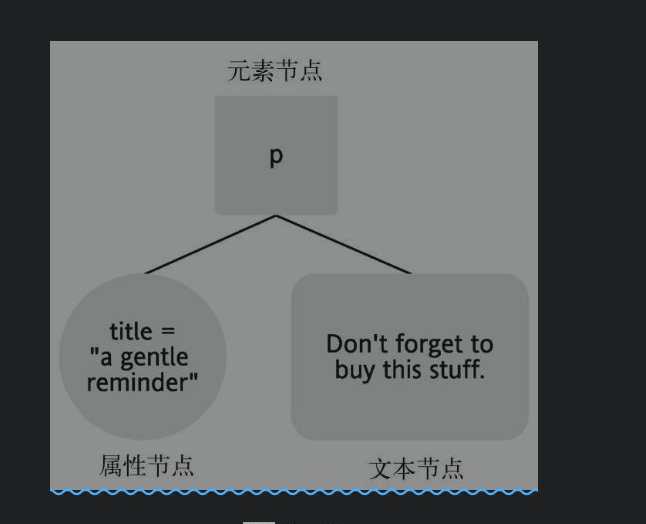 元素节点
p
title =
"a gentle
reminder"
Don't forget to
buy this stuff.
属性节点
文本节点